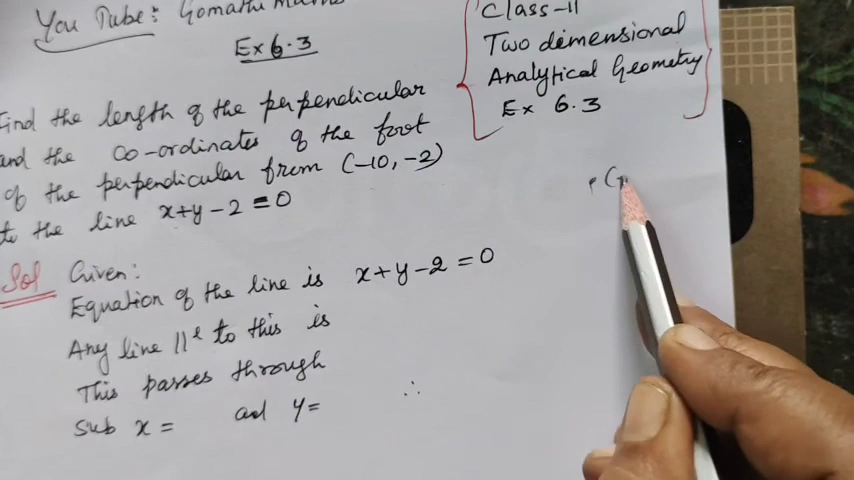 You Tube: Gomathi
Ex 6.3
Class-11
Two dimensional
Analytical Geometry
Ex 6.3
Find the length of the perpendicular
and the co-ordinates of the foot
of the perpendicular from (-10, -2)
to the line x+y-2=0
Sol Given:
Equation of the line is x+y-2=0
Any line ||l to this is
This passes through
Sub x= and y= ∴
P(